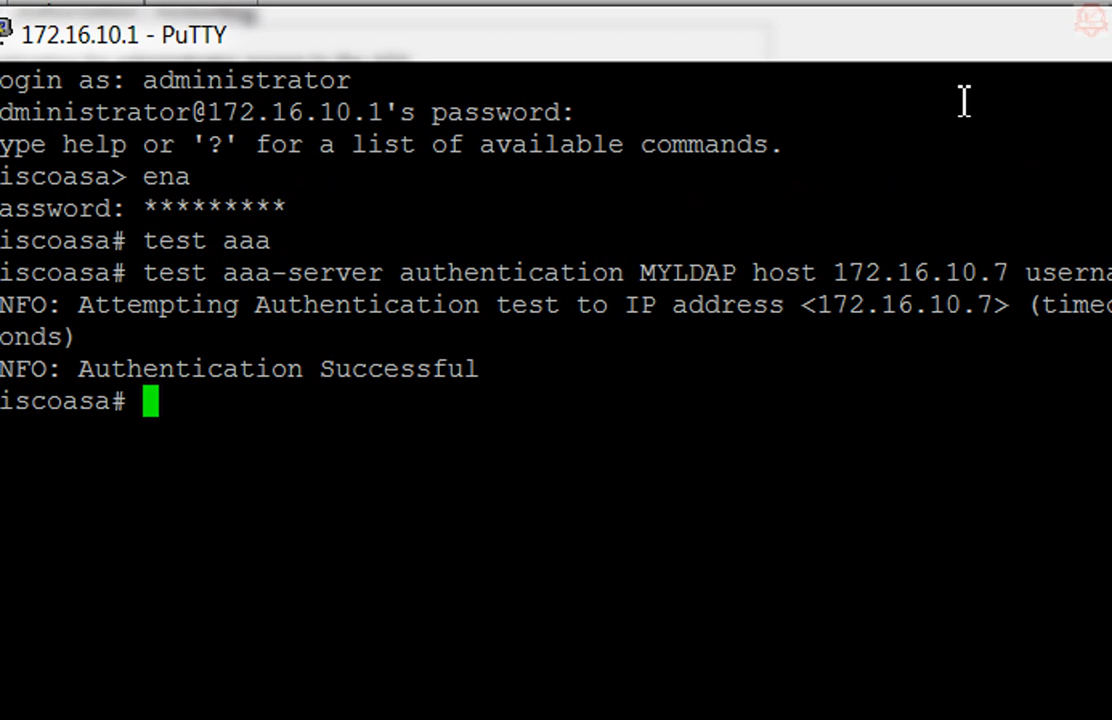 172.16.10.1 - PuTTY
ogin as: administrator
dministrator@172.16.10.1's password:
ype help or '?' for a list of available commands.
iscoasa> ena
assword: *********
iscoasa# test aaa
iscoasa# test aaa-server authentication MYLDAP host 172.16.10.7 userna
NFO: Attempting Authentication test to IP address <172.16.10.7> (timeo
onds)
NFO: Authentication Successful
iscoasa#